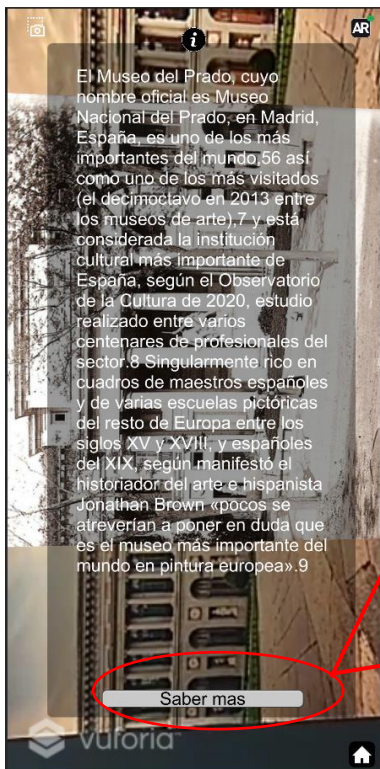 AR
i
El Museo del Prado, cuyo
nombre oficial es Museo
Nacional del Prado, en Madrid,
España, es uno de los más
importantes del mundo,56 así
como uno de los más visitados
(el decimoctavo en 2013 entre
los museos de arte),7 y está
considerada la institución
cultural más importante de
España, según el Observatorio
de la Cultura de 2020, estudio
realizado entre varios
centenares de profesionales del
sector.8 Singularmente rico en
cuadros de maestros españoles
y de varias escuelas pictóricas
del resto de Europa entre los
siglos XV y XVIII, y españoles
del XIX, según manifestó el
historiador del arte e hispanista
Jonathan Brown «pocos se
atreverían a poner en duda que
es el museo más importante del
mundo en pintura europea».9
Saber mas
vuforia